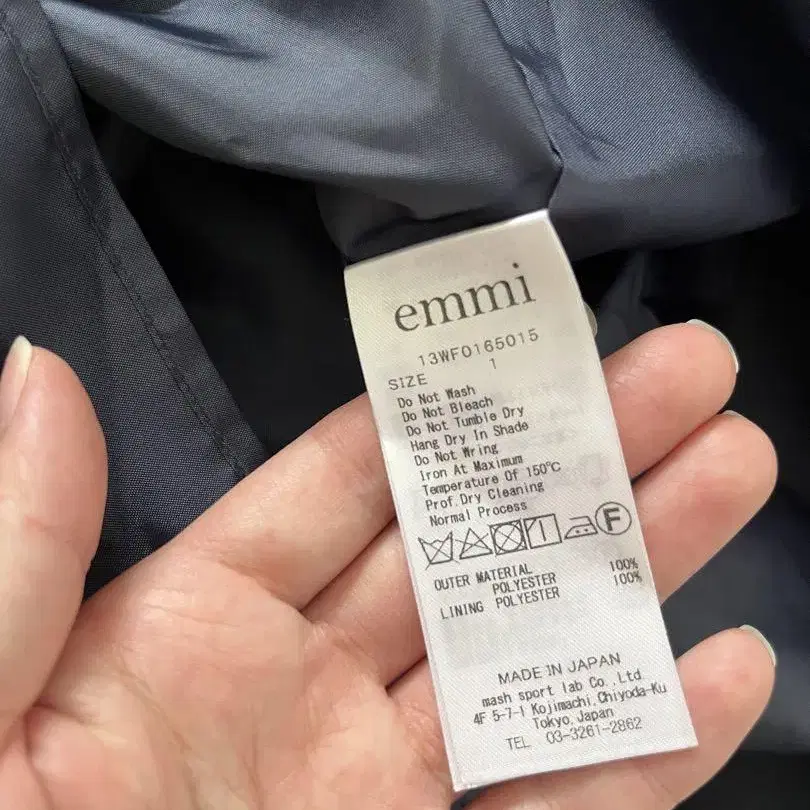 emmi
13WF0165015
SIZE 1
Do Not Wash
Do Not Bleach
Do Not Tumble Dry
Hang Dry In Shade
Do Not Wring
Iron At Maximum
Temperature Of 150℃
Prof.Dry Cleaning
Normal Process
F
OUTER MATERIAL
POLYESTER 100%
LINING POLYESTER 100%
MADE IN JAPAN
mash sport lab Co.,Ltd.
4F 5-7-1 Kojimachi,Chiyoda-Ku
Tokyo,Japan
TEL 03-3261-2862